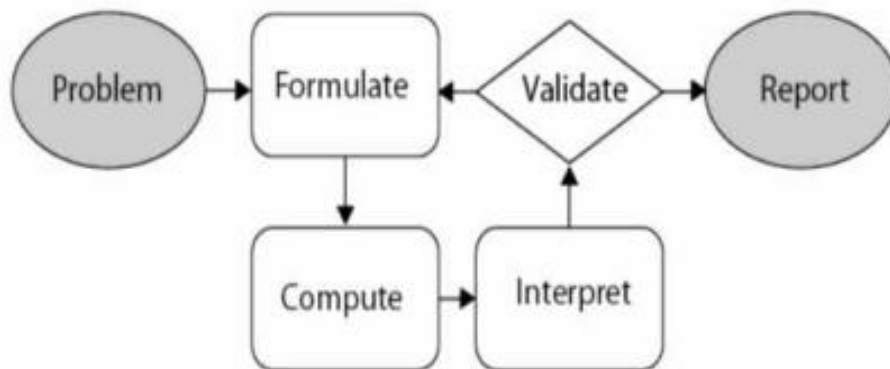 Problem
Formulate
Validate
Report
Compute
Interpret